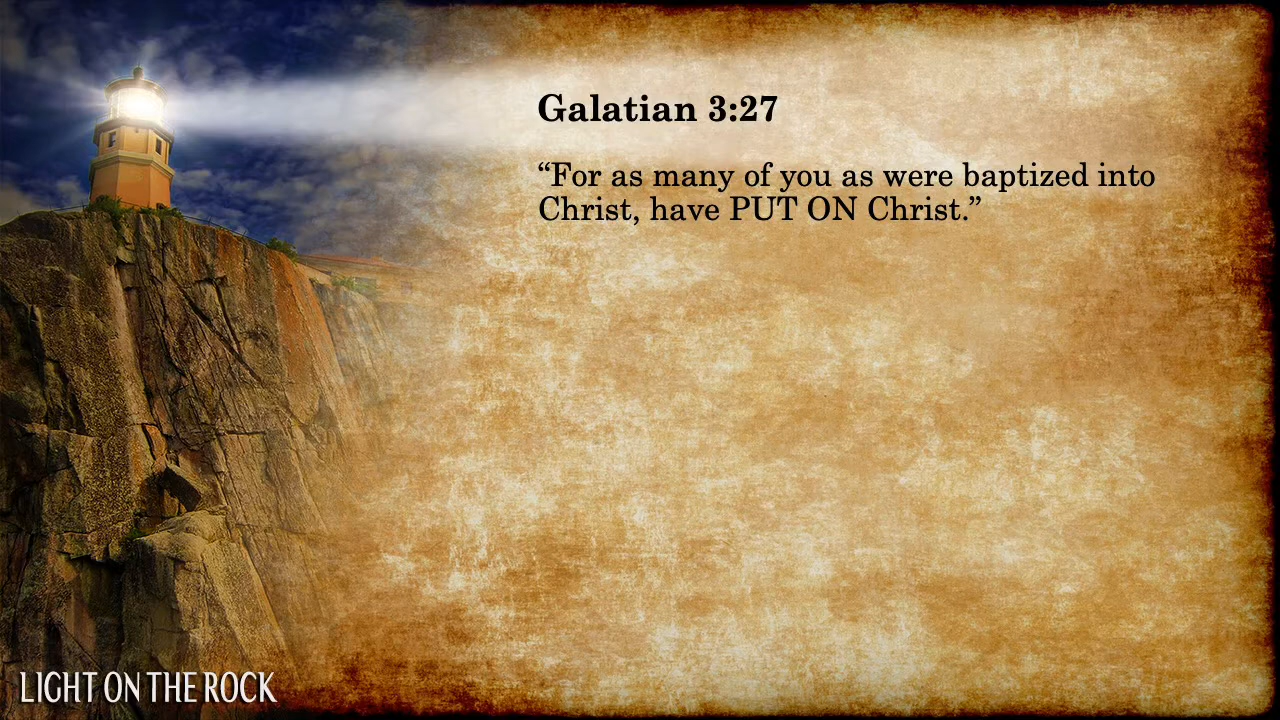 Galatian 3:27
“For as many of you as were baptized into
Christ, have PUT ON Christ.”
LIGHT ON THE ROCK